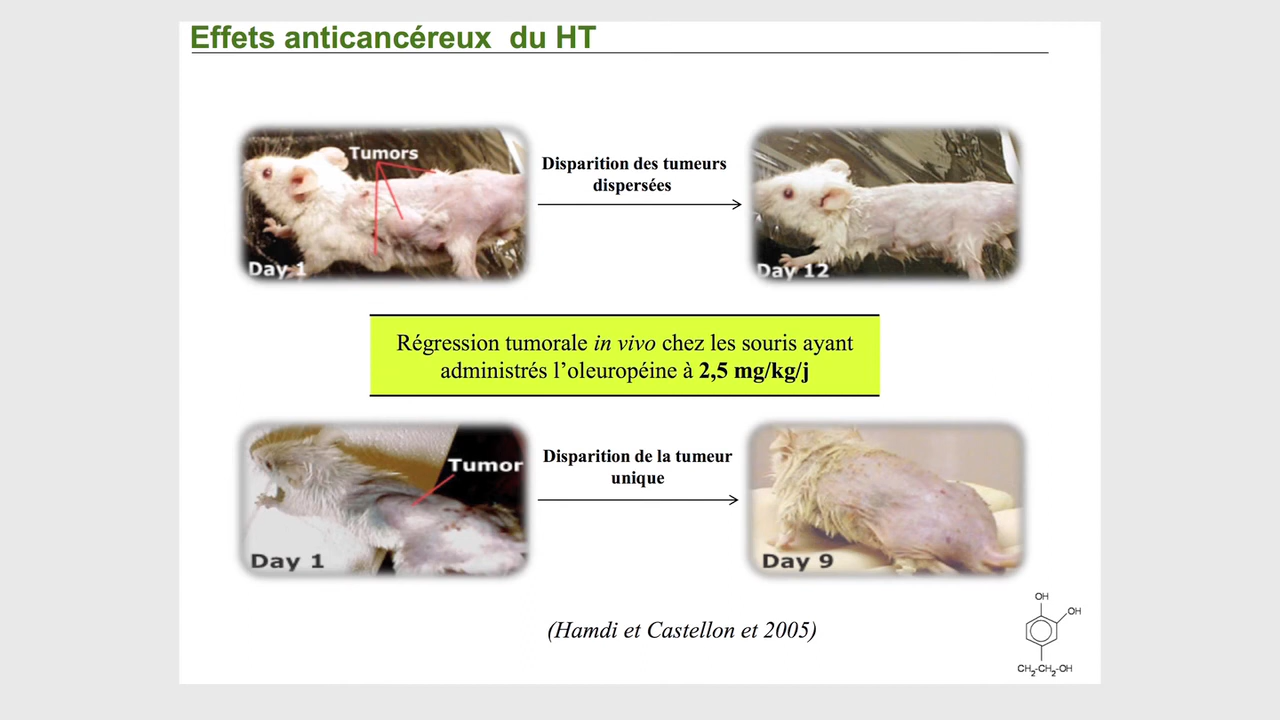 Effets anticancéreux  du HT
Tumors
Day 1
Disparition des tumeurs
dispersées
Day 12
Régression tumorale in vivo chez les souris ayant
administrés l’oleuropéine à 2,5 mg/kg/j
Tumor
Day 1
Disparition de la tumeur
unique
Day 9
(Hamdi et Castellon et 2005)
OH
OH
CH2-CH2-OH